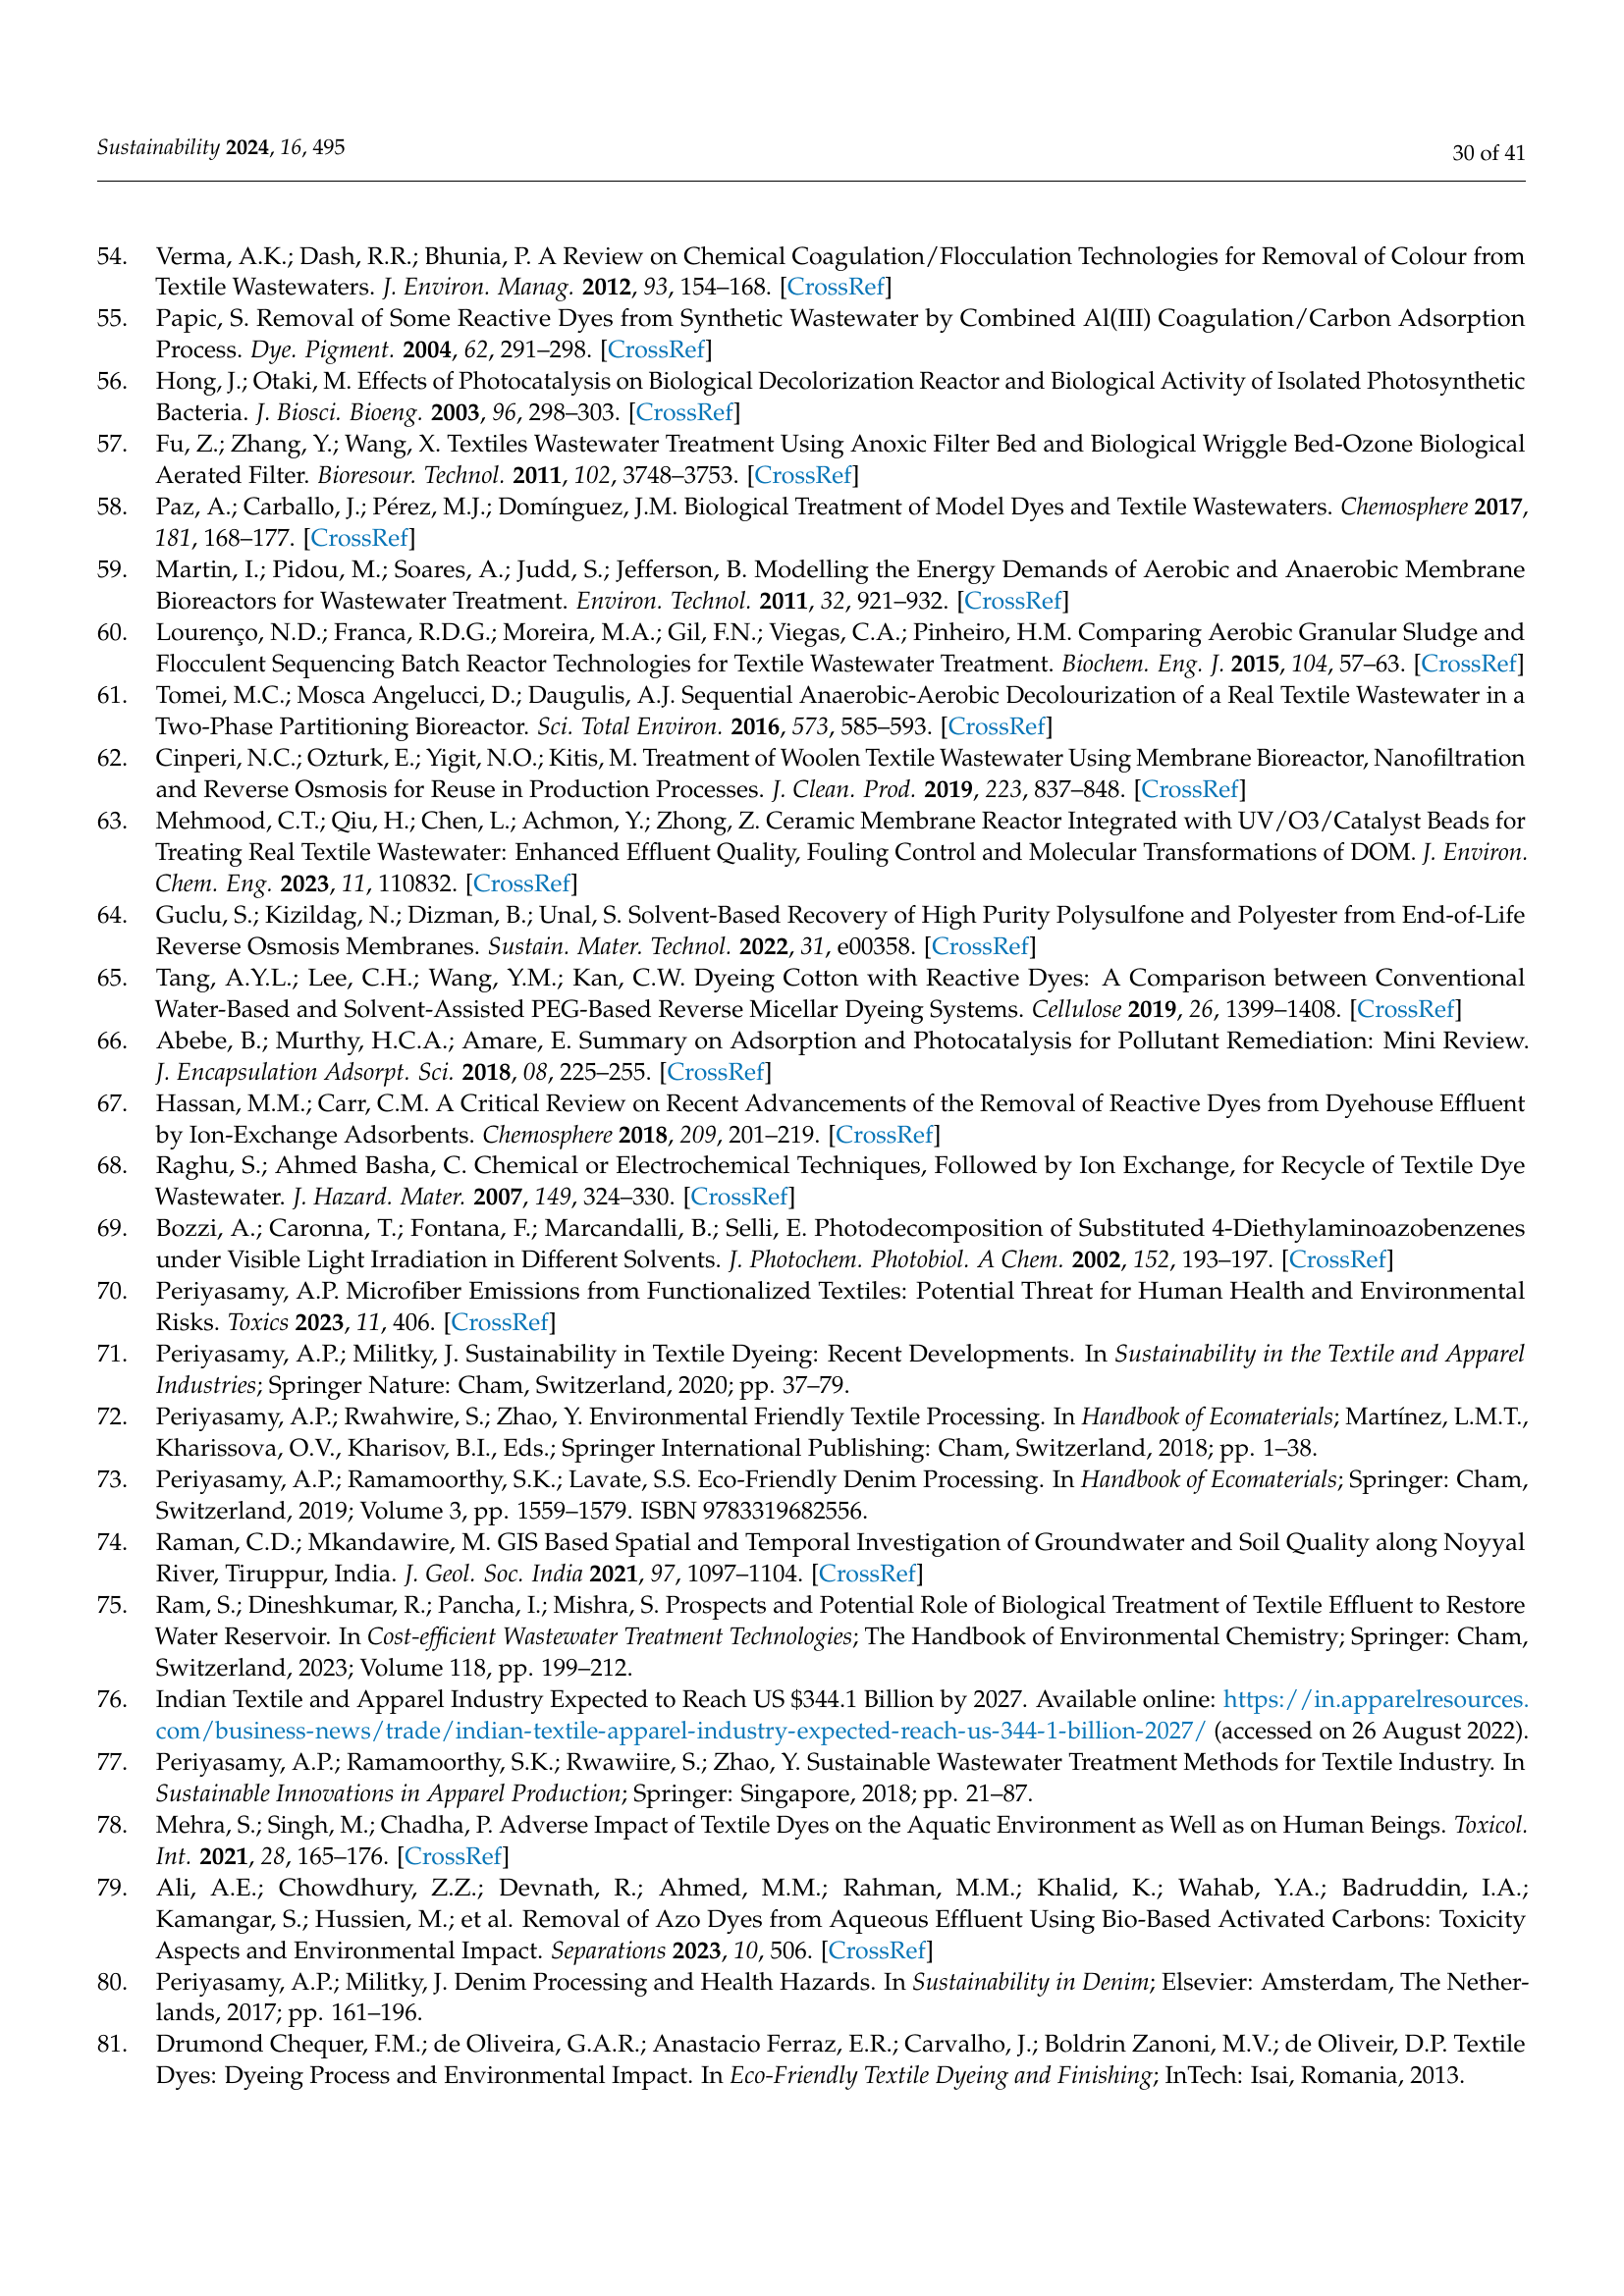 Sustainability 2024, 16, 495
30 of 41
54. Verma, A.K.; Dash, R.R.; Bhunia, P. A Review on Chemical Coagulation/Flocculation Technologies for Removal of Colour from
Textile Wastewaters. J. Environ. Manag. 2012, 93, 154–168. [CrossRef]
55. Papic, S. Removal of Some Reactive Dyes from Synthetic Wastewater by Combined Al(III) Coagulation/Carbon Adsorption
Process. Dye. Pigment. 2004, 62, 291–298. [CrossRef]
56. Hong, J.; Otaki, M. Effects of Photocatalysis on Biological Decolorization Reactor and Biological Activity of Isolated Photosynthetic
Bacteria. J. Biosci. Bioeng. 2003, 96, 298–303. [CrossRef]
57. Fu, Z.; Zhang, Y.; Wang, X. Textiles Wastewater Treatment Using Anoxic Filter Bed and Biological Wriggle Bed-Ozone Biological
Aerated Filter. Bioresour. Technol. 2011, 102, 3748–3753. [CrossRef]
58. Paz, A.; Carballo, J.; Pérez, M.J.; Domínguez, J.M. Biological Treatment of Model Dyes and Textile Wastewaters. Chemosphere 2017,
181, 168–177. [CrossRef]
59. Martin, I.; Pidou, M.; Soares, A.; Judd, S.; Jefferson, B. Modelling the Energy Demands of Aerobic and Anaerobic Membrane
Bioreactors for Wastewater Treatment. Environ. Technol. 2011, 32, 921–932. [CrossRef]
60. Lourenço, N.D.; Franca, R.D.G.; Moreira, M.A.; Gil, F.N.; Viegas, C.A.; Pinheiro, H.M. Comparing Aerobic Granular Sludge and
Flocculent Sequencing Batch Reactor Technologies for Textile Wastewater Treatment. Biochem. Eng. J. 2015, 104, 57–63. [CrossRef]
61. Tomei, M.C.; Mosca Angelucci, D.; Daugulis, A.J. Sequential Anaerobic-Aerobic Decolourization of a Real Textile Wastewater in a
Two-Phase Partitioning Bioreactor. Sci. Total Environ. 2016, 573, 585–593. [CrossRef]
62. Cinperi, N.C.; Ozturk, E.; Yigit, N.O.; Kitis, M. Treatment of Woolen Textile Wastewater Using Membrane Bioreactor, Nanofiltration
and Reverse Osmosis for Reuse in Production Processes. J. Clean. Prod. 2019, 223, 837–848. [CrossRef]
63. Mehmood, C.T.; Qiu, H.; Chen, L.; Achmon, Y.; Zhong, Z. Ceramic Membrane Reactor Integrated with UV/O3/Catalyst Beads for
Treating Real Textile Wastewater: Enhanced Effluent Quality, Fouling Control and Molecular Transformations of DOM. J. Environ.
Chem. Eng. 2023, 11, 110832. [CrossRef]
64. Guclu, S.; Kizildag, N.; Dizman, B.; Unal, S. Solvent-Based Recovery of High Purity Polysulfone and Polyester from End-of-Life
Reverse Osmosis Membranes. Sustain. Mater. Technol. 2022, 31, e00358. [CrossRef]
65. Tang, A.Y.L.; Lee, C.H.; Wang, Y.M.; Kan, C.W. Dyeing Cotton with Reactive Dyes: A Comparison between Conventional
Water-Based and Solvent-Assisted PEG-Based Reverse Micellar Dyeing Systems. Cellulose 2019, 26, 1399–1408. [CrossRef]
66. Abebe, B.; Murthy, H.C.A.; Amare, E. Summary on Adsorption and Photocatalysis for Pollutant Remediation: Mini Review.
J. Encapsulation Adsorpt. Sci. 2018, 08, 225–255. [CrossRef]
67. Hassan, M.M.; Carr, C.M. A Critical Review on Recent Advancements of the Removal of Reactive Dyes from Dyehouse Effluent
by Ion-Exchange Adsorbents. Chemosphere 2018, 209, 201–219. [CrossRef]
68. Raghu, S.; Ahmed Basha, C. Chemical or Electrochemical Techniques, Followed by Ion Exchange, for Recycle of Textile Dye
Wastewater. J. Hazard. Mater. 2007, 149, 324–330. [CrossRef]
69. Bozzi, A.; Caronna, T.; Fontana, F.; Marcandalli, B.; Selli, E. Photodecomposition of Substituted 4-Diethylaminoazobenzenes
under Visible Light Irradiation in Different Solvents. J. Photochem. Photobiol. A Chem. 2002, 152, 193–197. [CrossRef]
70. Periyasamy, A.P. Microfiber Emissions from Functionalized Textiles: Potential Threat for Human Health and Environmental
Risks. Toxics 2023, 11, 406. [CrossRef]
71. Periyasamy, A.P.; Militky, J. Sustainability in Textile Dyeing: Recent Developments. In Sustainability in the Textile and Apparel
Industries; Springer Nature: Cham, Switzerland, 2020; pp. 37–79.
72. Periyasamy, A.P.; Rwahwire, S.; Zhao, Y. Environmental Friendly Textile Processing. In Handbook of Ecomaterials; Martínez, L.M.T.,
Kharissova, O.V., Kharisov, B.I., Eds.; Springer International Publishing: Cham, Switzerland, 2018; pp. 1–38.
73. Periyasamy, A.P.; Ramamoorthy, S.K.; Lavate, S.S. Eco-Friendly Denim Processing. In Handbook of Ecomaterials; Springer: Cham,
Switzerland, 2019; Volume 3, pp. 1559–1579. ISBN 9783319682556.
74. Raman, C.D.; Mkandawire, M. GIS Based Spatial and Temporal Investigation of Groundwater and Soil Quality along Noyyal
River, Tiruppur, India. J. Geol. Soc. India 2021, 97, 1097–1104. [CrossRef]
75. Ram, S.; Dineshkumar, R.; Pancha, I.; Mishra, S. Prospects and Potential Role of Biological Treatment of Textile Effluent to Restore
Water Reservoir. In Cost-efficient Wastewater Treatment Technologies; The Handbook of Environmental Chemistry; Springer: Cham,
Switzerland, 2023; Volume 118, pp. 199–212.
76. Indian Textile and Apparel Industry Expected to Reach US $344.1 Billion by 2027. Available online: https://in.apparelresources.
com/business-news/trade/indian-textile-apparel-industry-expected-reach-us-344-1-billion-2027/ (accessed on 26 August 2022).
77. Periyasamy, A.P.; Ramamoorthy, S.K.; Rwawiire, S.; Zhao, Y. Sustainable Wastewater Treatment Methods for Textile Industry. In
Sustainable Innovations in Apparel Production; Springer: Singapore, 2018; pp. 21–87.
78. Mehra, S.; Singh, M.; Chadha, P. Adverse Impact of Textile Dyes on the Aquatic Environment as Well as on Human Beings. Toxicol.
Int. 2021, 28, 165–176. [CrossRef]
79. Ali, A.E.; Chowdhury, Z.Z.; Devnath, R.; Ahmed, M.M.; Rahman, M.M.; Khalid, K.; Wahab, Y.A.; Badruddin, I.A.;
Kamangar, S.; Hussien, M.; et al. Removal of Azo Dyes from Aqueous Effluent Using Bio-Based Activated Carbons: Toxicity
Aspects and Environmental Impact. Separations 2023, 10, 506. [CrossRef]
80. Periyasamy, A.P.; Militky, J. Denim Processing and Health Hazards. In Sustainability in Denim; Elsevier: Amsterdam, The Nether-
lands, 2017; pp. 161–196.
81. Drumond Chequer, F.M.; de Oliveira, G.A.R.; Anastacio Ferraz, E.R.; Carvalho, J.; Boldrin Zanoni, M.V.; de Oliveir, D.P. Textile
Dyes: Dyeing Process and Environmental Impact. In Eco-Friendly Textile Dyeing and Finishing; InTech: Isai, Romania, 2013.